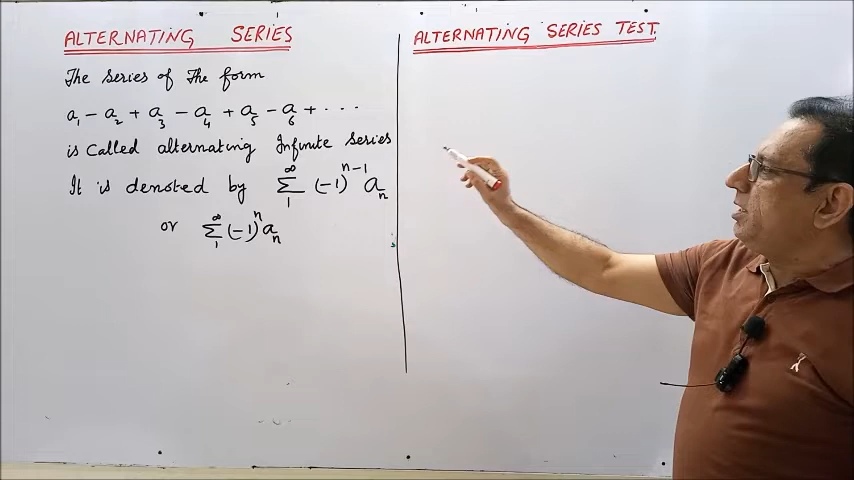 ALTERNATING SERIES
The series of the form
a₁ - a₂ + a₃ - a₄ + a₅ - a₆ + ...
is called alternating Infinite series
It is denoted by ∑₁^∞ (-1)^(n-1) aₙ
or ∑₁^∞ (-1)^n aₙ
ALTERNATING SERIES TEST.